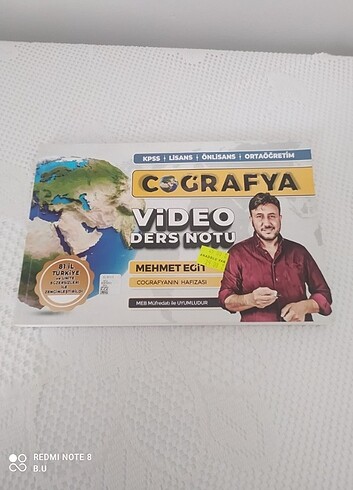 KPSS | LİSANS | ÖNLİSANS | ORTAÖĞRETİM
COĞRAFYA
VİDEO
DERS NOTU
MEHMET EĞİT
COĞRAFYANIN HAFIZASI
MEB Müfredatı ile UYUMLUDUR
81 İL
TÜRKİYE
İLE
REDMI NOTE 8
B.U